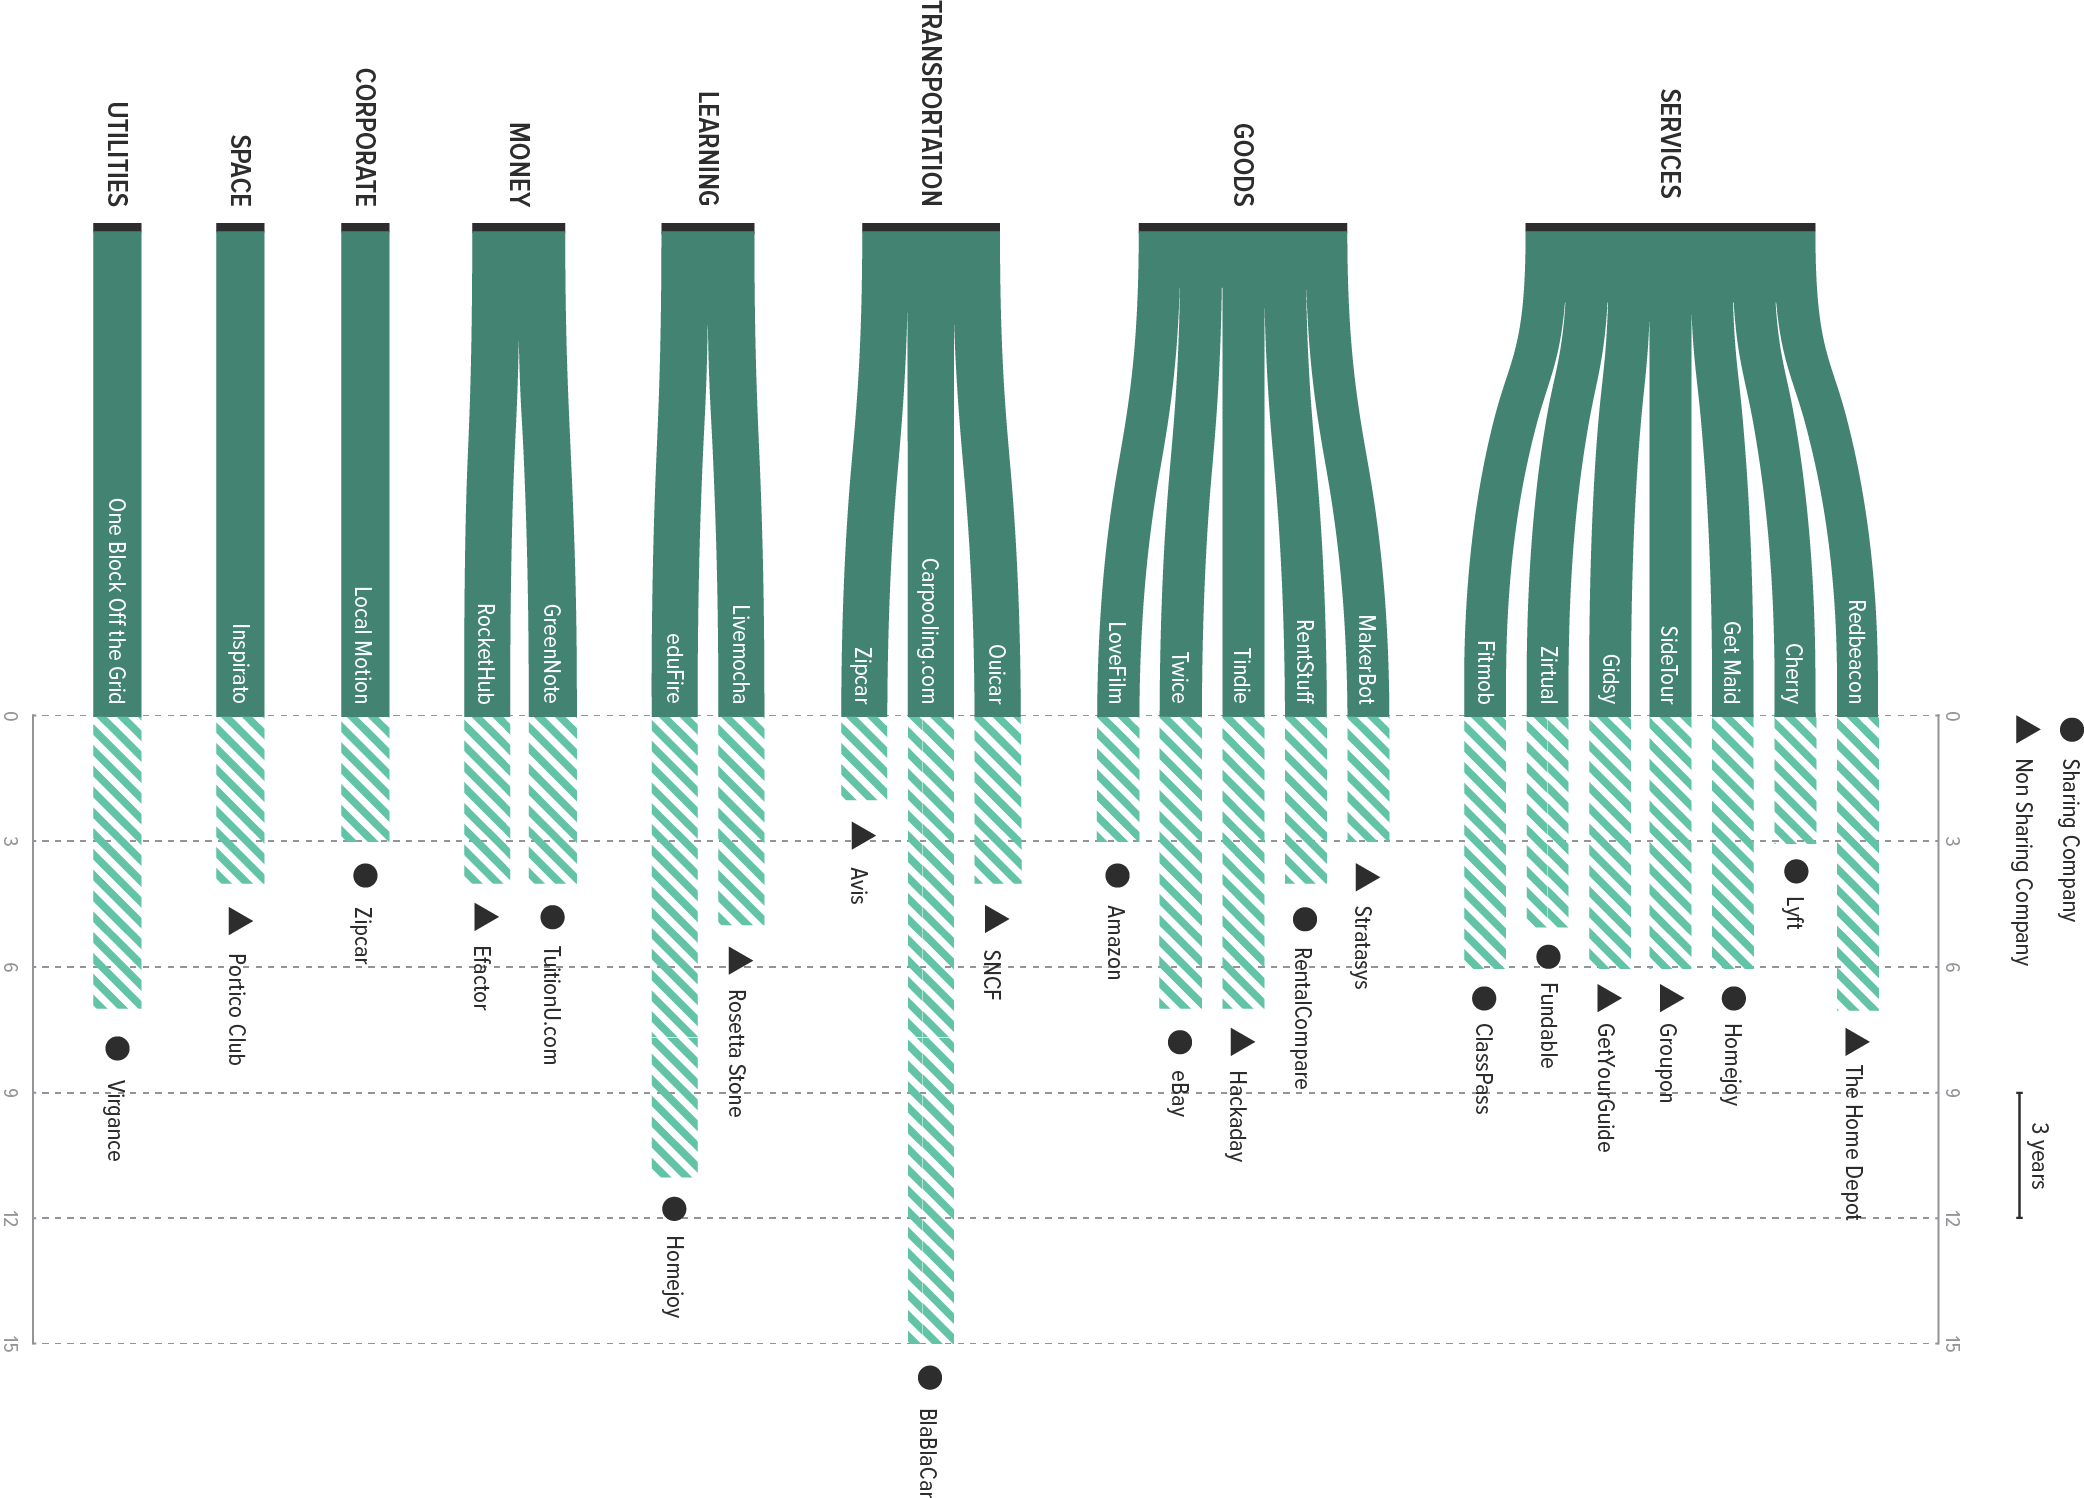 Sharing Company
Non Sharing Company
3 years
0
3
6
9
12
15
SERVICES
Redbeacon
The Home Depot
Cherry
Lyft
Get Maid
Homejoy
SideTour
Groupon
Gidsy
GetYourGuide
Zirtual
Fundable
Fitmob
ClassPass
GOODS
MakerBot
Stratasys
RentStuff
RentalCompare
Tindie
Hackaday
Twice
eBay
LoveFilm
Amazon
TRANSPORTATION
Ouicar
SNCF
Carpooling.com
BlaBlaCar
Zipcar
Avis
LEARNING
Livemocha
Rosetta Stone
eduFire
Homejoy
MONEY
GreenNote
TuitionU.com
RocketHub
Efactor
CORPORATE
Local Motion
Zipcar
SPACE
Inspirato
Portico Club
UTILITIES
One Block Off the Grid
Virgance
0
3
6
9
12
15